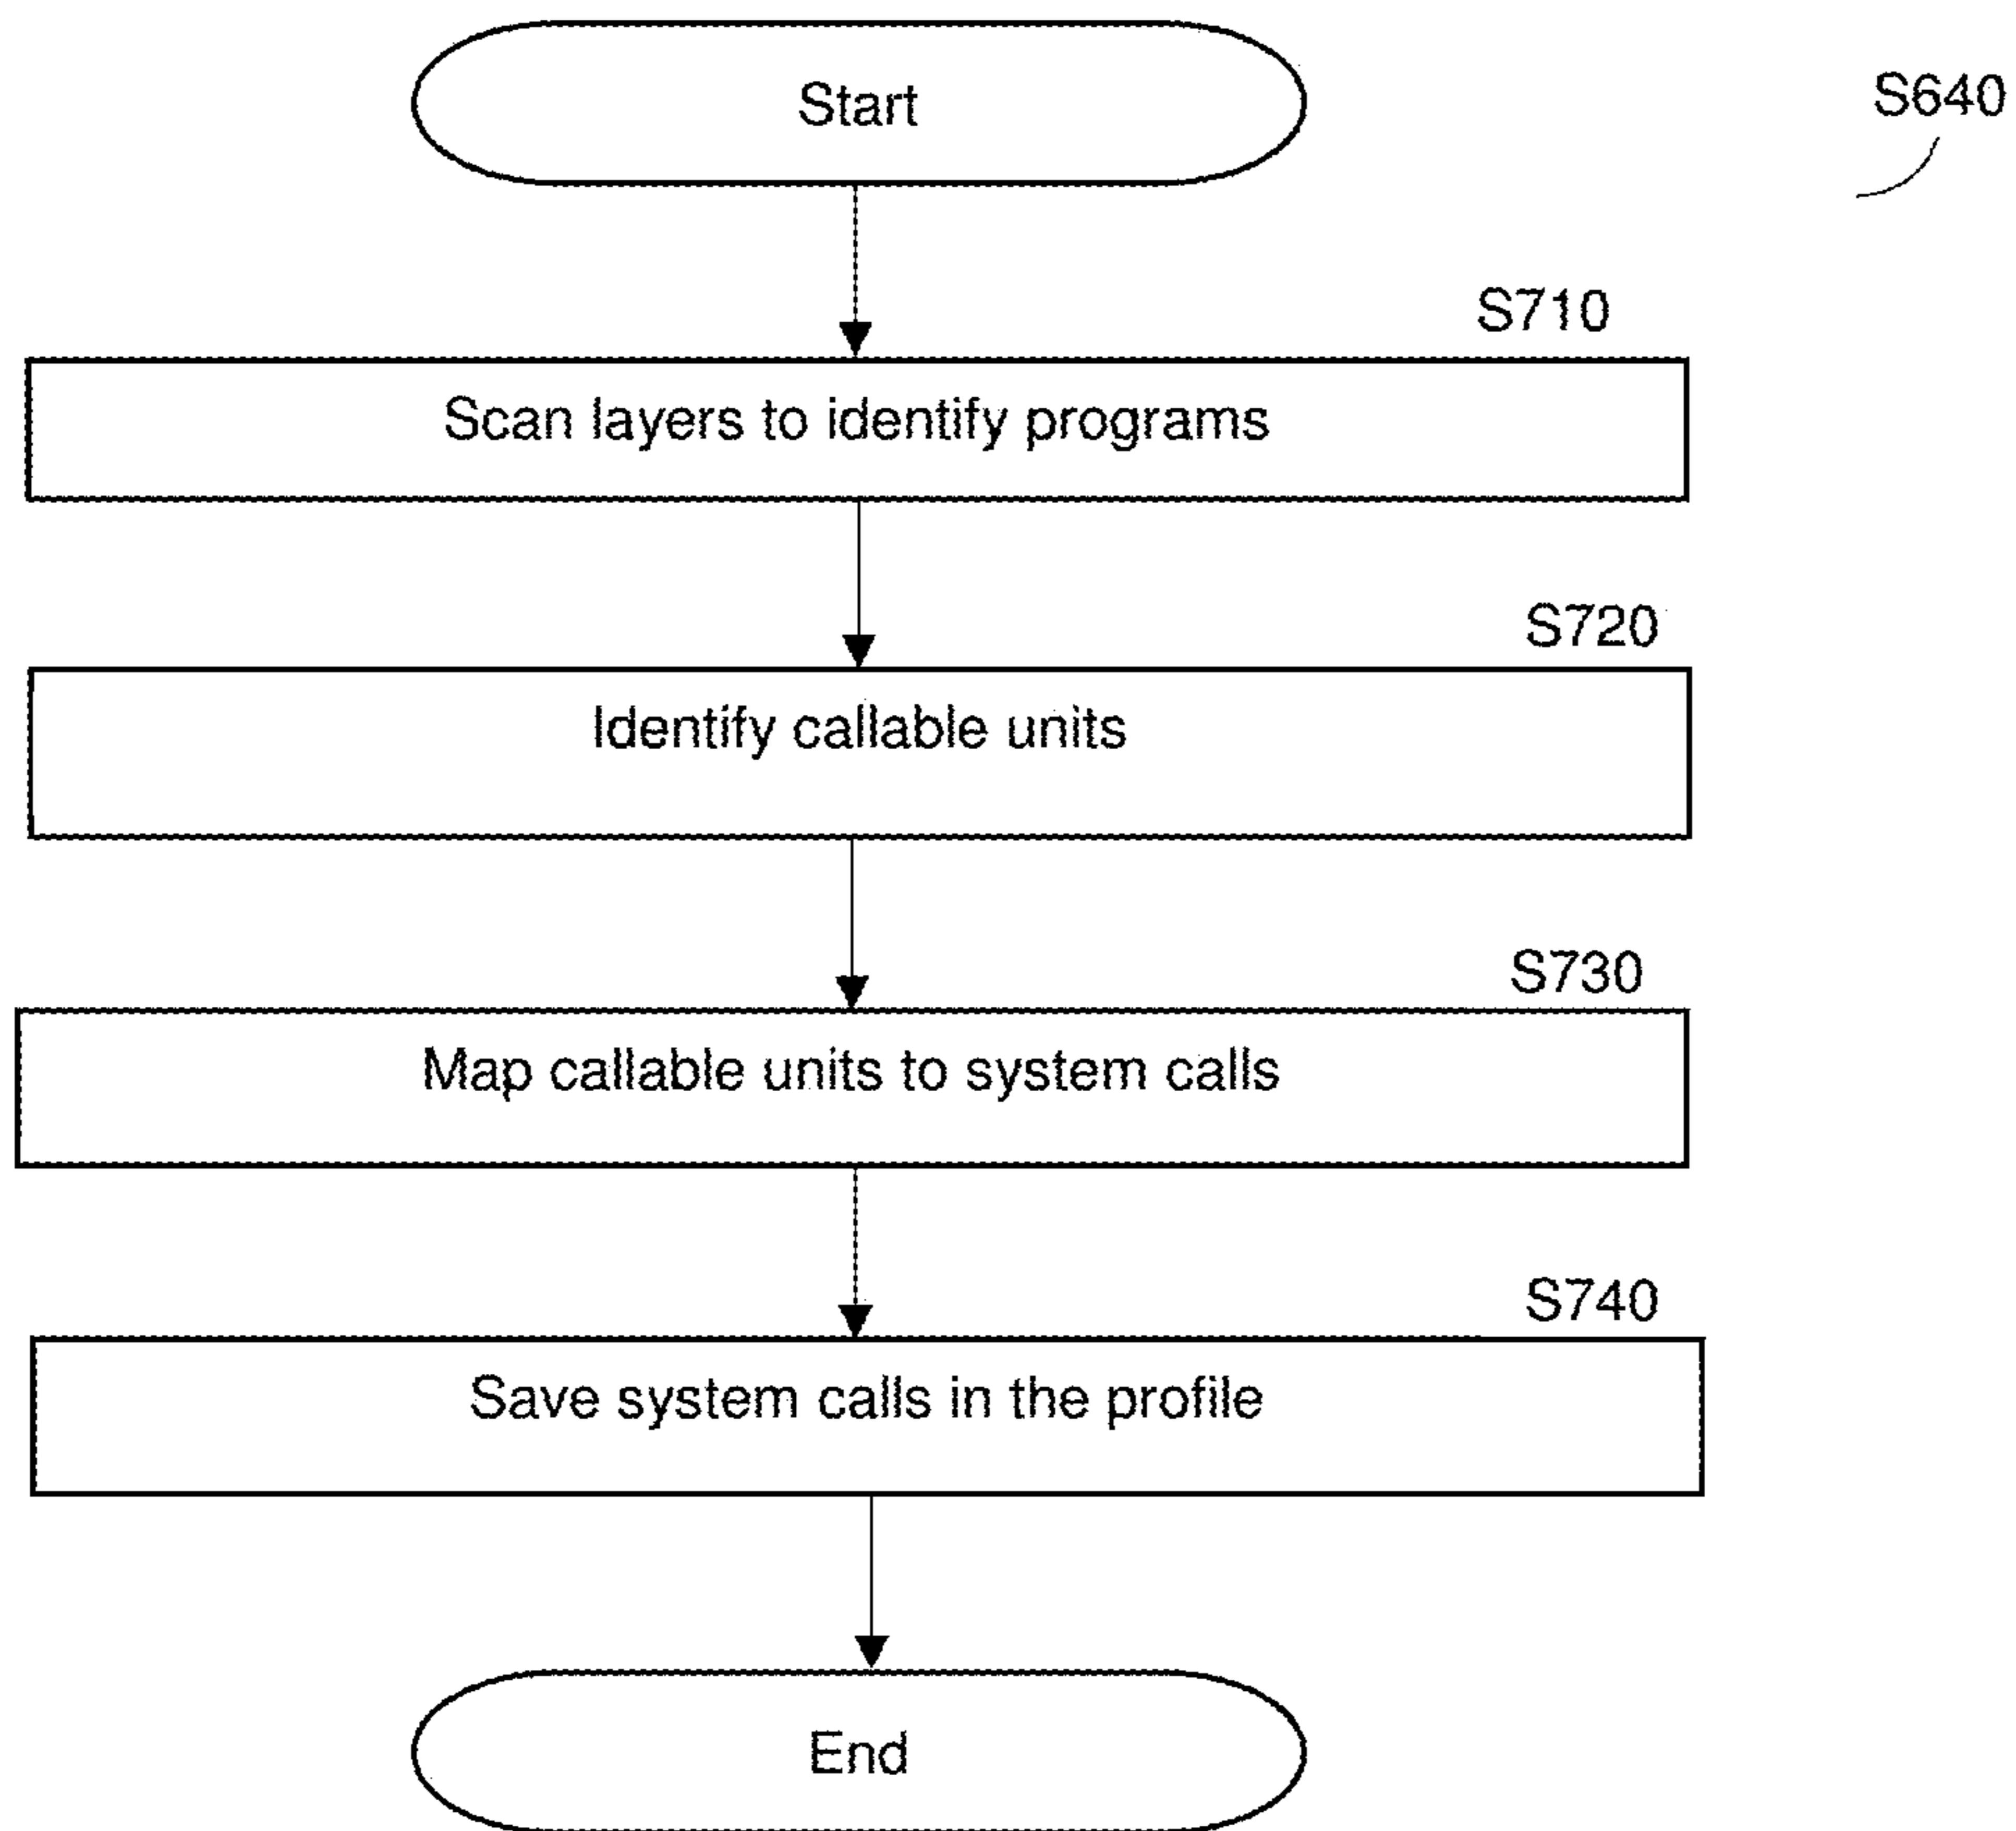 Start
S640
S710
Scan layers to identify programs
S720
Identify callable units
S730
Map callable units to system calls
S740
Save system calls in the profile
End